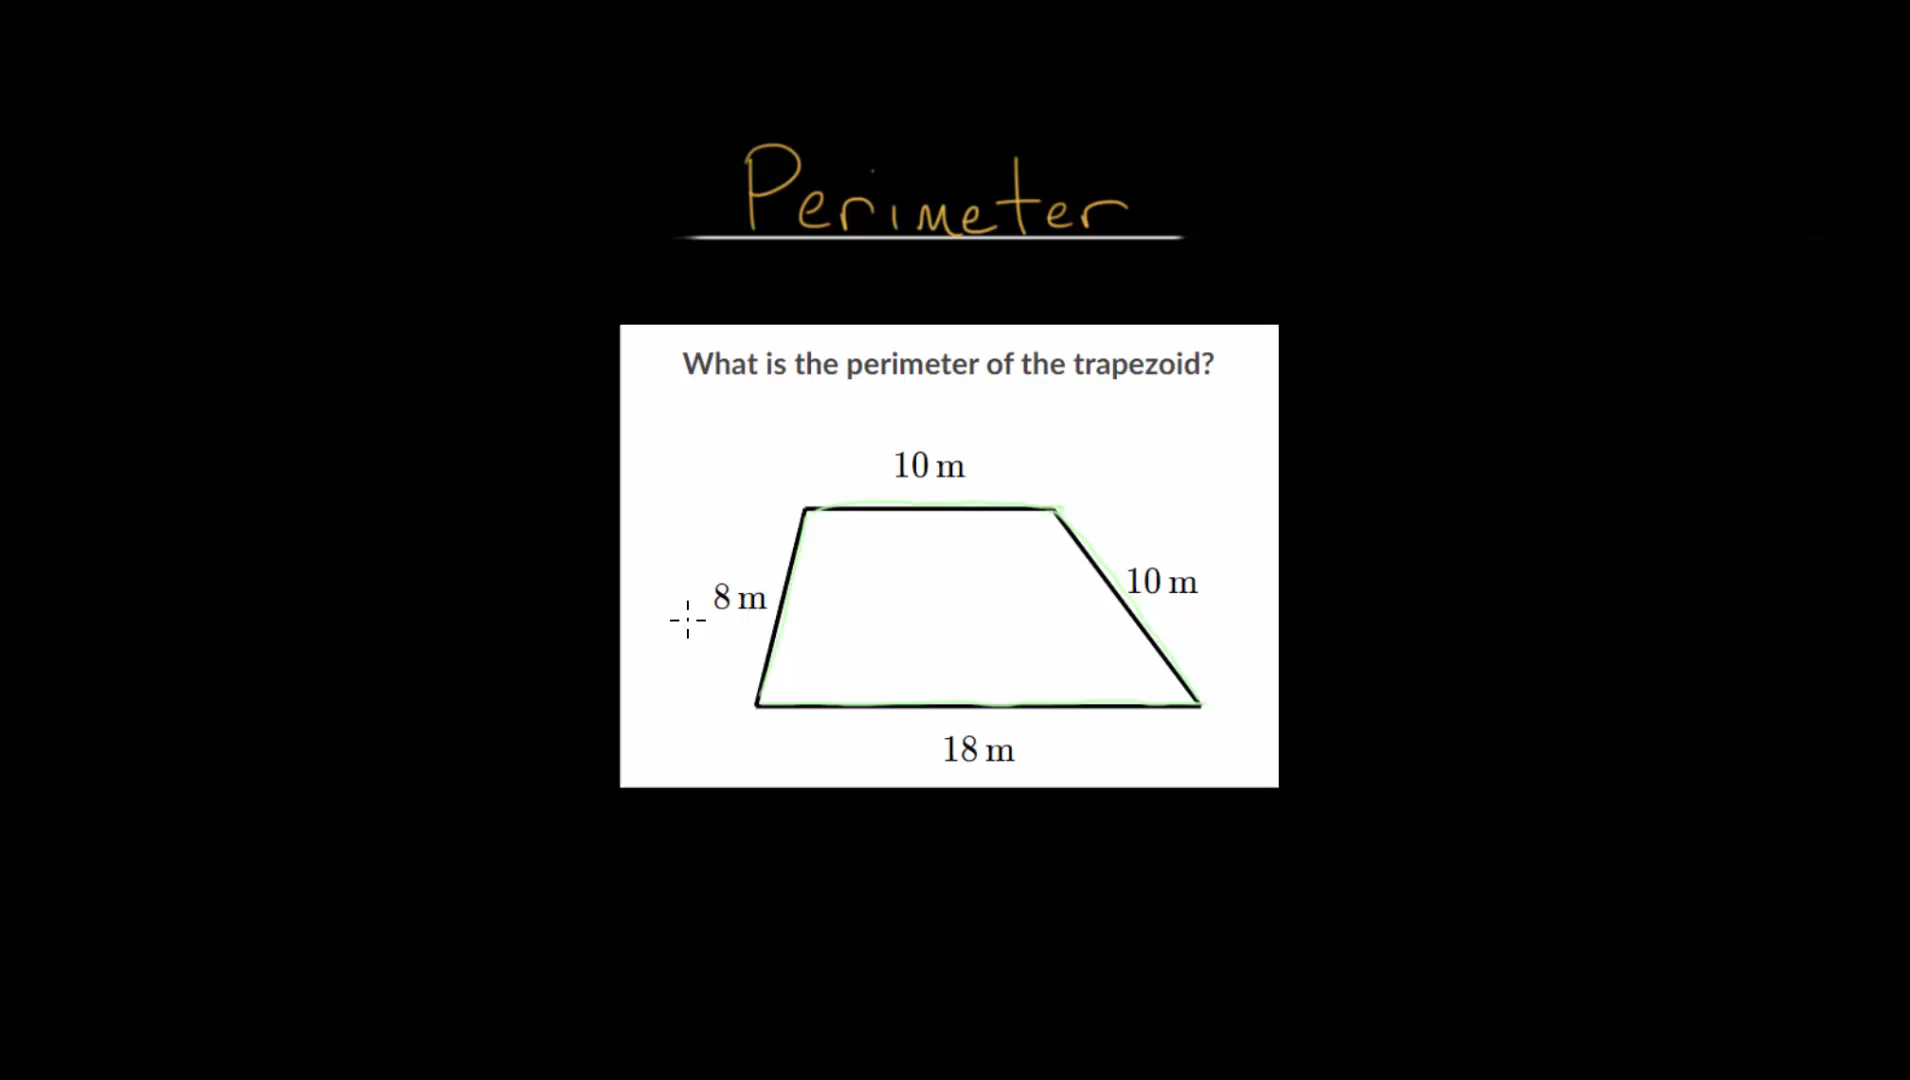 Perimeter
What is the perimeter of the trapezoid?
10 m
8 m
10 m
18 m